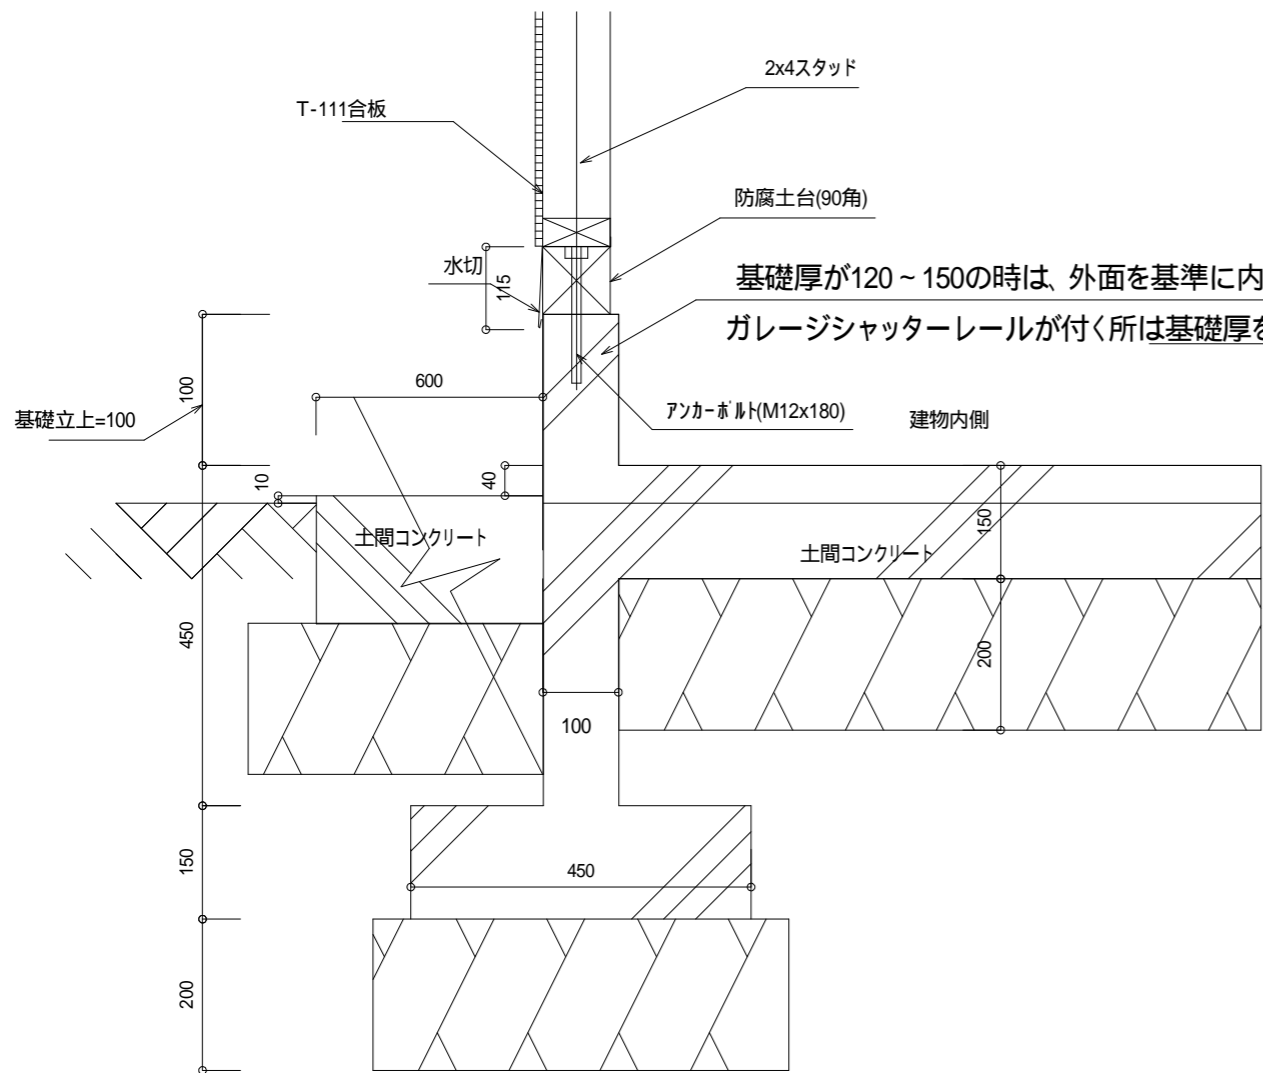 2x4スタッド
T-111合板
防腐土台(90角)
水切
115
基礎厚が120~150の時は、外面を基準に内
ガレージシャッターレールが付く所は基礎厚を
100
600
基礎立上=100
アンカーボルト(M12x180)
建物内側
10
40
土間コンクリート
150
土間コンクリート
450
200
100
150
450
200